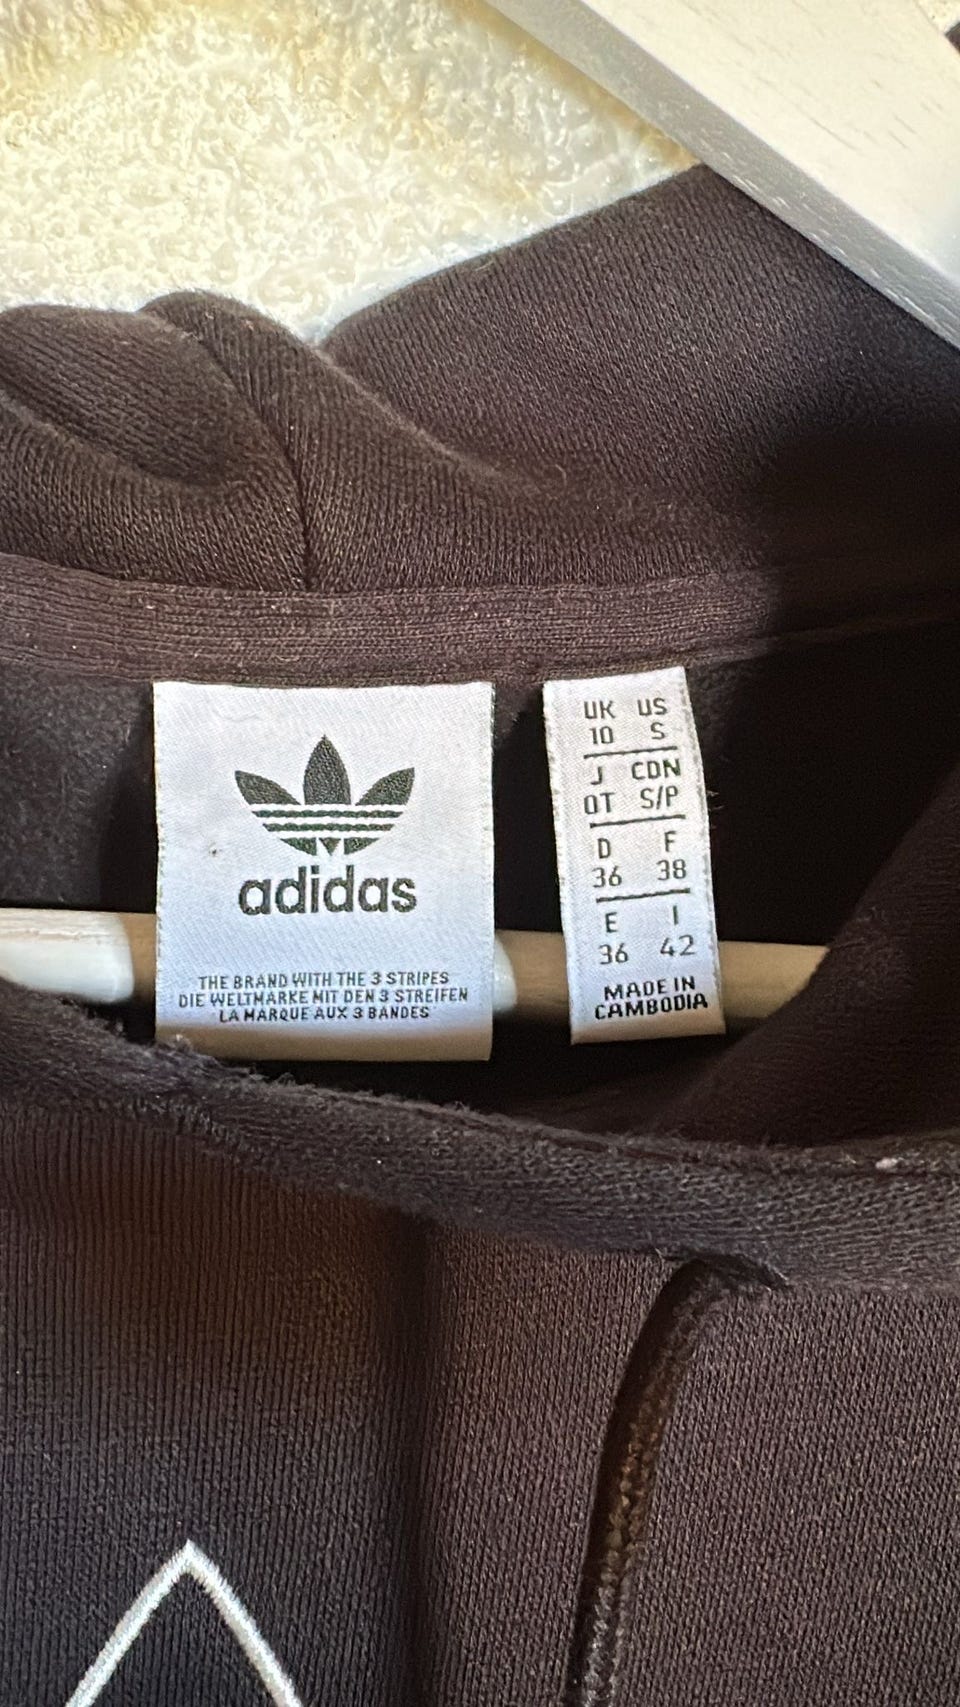 adidas
THE BRAND WITH THE 3 STRIPES
DIE WELTMARKE MIT DEN 3 STREIFEN
LA MARQUE AUX 3 BANDES
UK US
10 S
J CDN
OT S/P
D F
36 38
E I
36 42
MADE IN
CAMBODIA